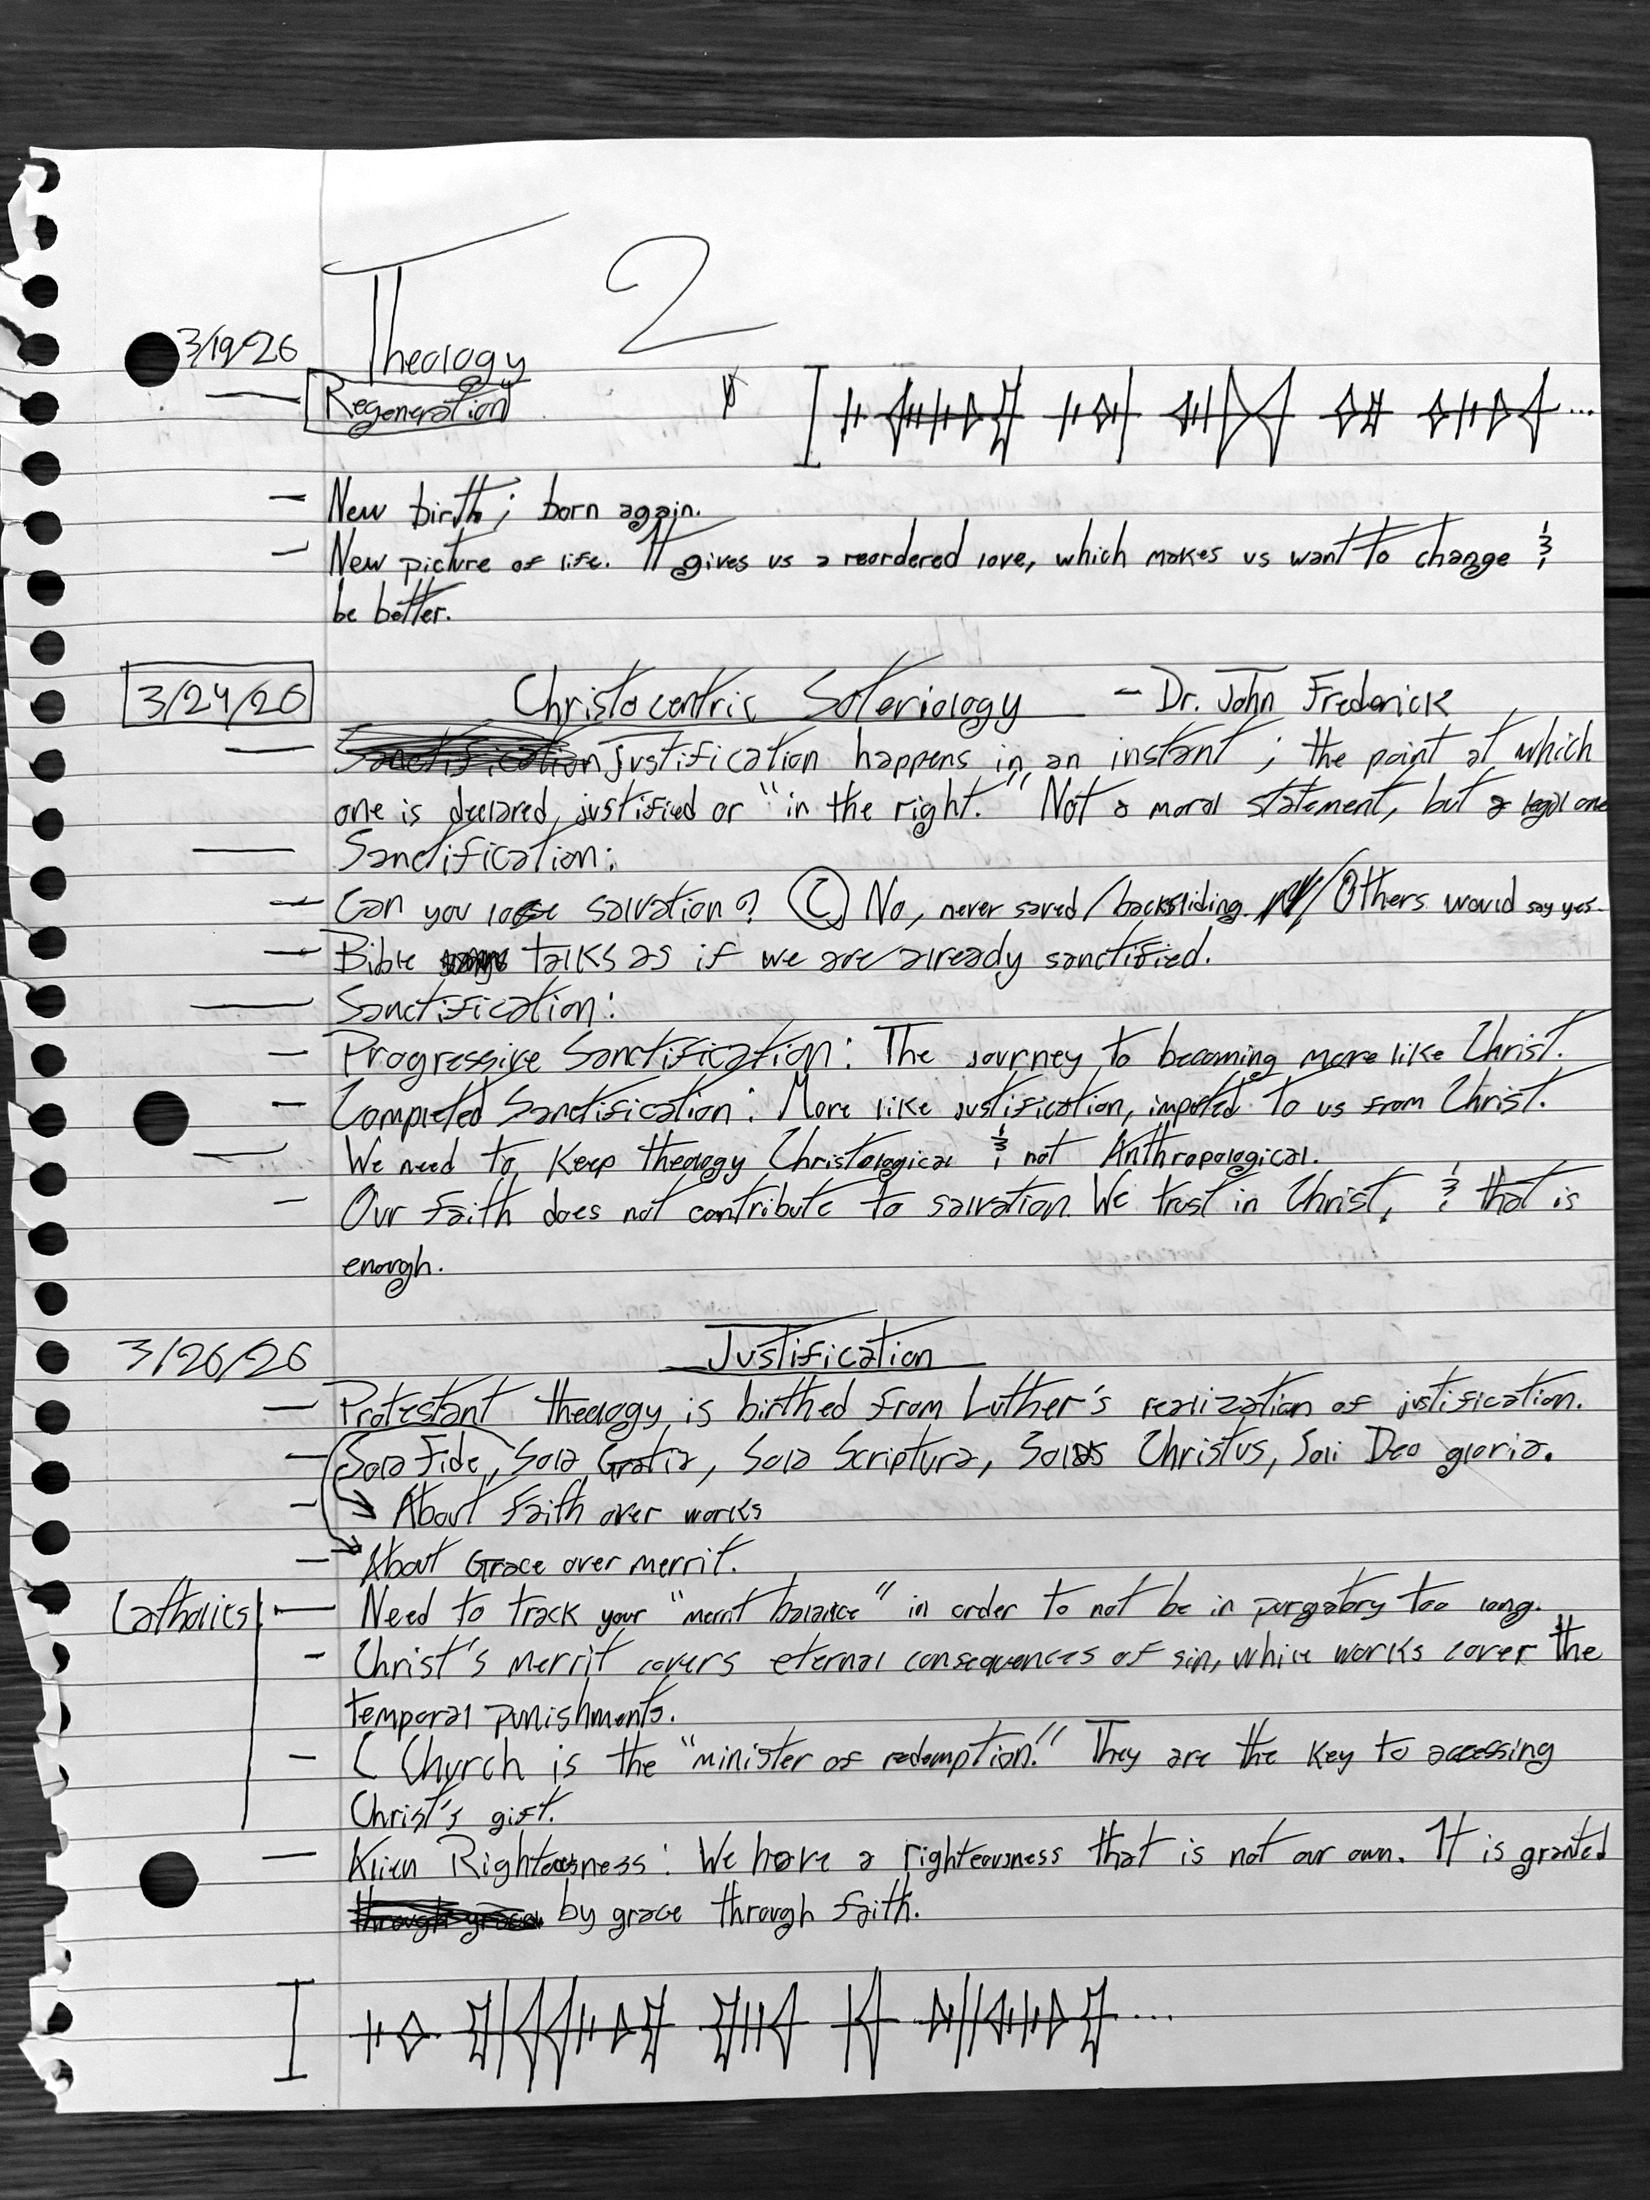 Theology 2
3/19/26
Regeneration
- New birth; born again.
- New picture of life. It gives us a reordered love, which makes us want to change &
be better.
3/24/26 Christocentric Soteriology - Dr. John Frederick
— Sanctification Justification happens in an instant; the point at which
one is declared justified or "in the right." Not a moral statement, but a legal one
— Sanctification:
- Can you lose salvation? Ⓒ No, never saved/backsliding / Others would say yes.
- Bible talks as if we are already sanctified.
— Sanctification:
- Progressive Sanctification: The journey to becoming more like Christ.
- Completed Sanctification: More like justification, imputed to us from Christ.
— We need to keep theology Christological & not Anthropological.
- Our faith does not contribute to salvation. We trust in Christ, & that is
enough.
3/26/26 Justification
- Protestant theology is birthed from Luther's realization of justification.
- Sola Fide, Sola Gratia, Sola Scriptura, Solus Christus, Soli Deo gloria.
- → About Faith over works
- → About Grace over merrit.
Catholics! — Need to track your "merrit balance" in order to not be in purgatory too long.
- Christ's merrit covers eternal consequences of sin, while works cover the
temporal punishments.
- C Church is the "minister of redemption." They are the key to accessing
Christ's gift.
— Alien Righteousness: We have a righteousness that is not our own. It is granted
through grace by grace through faith.